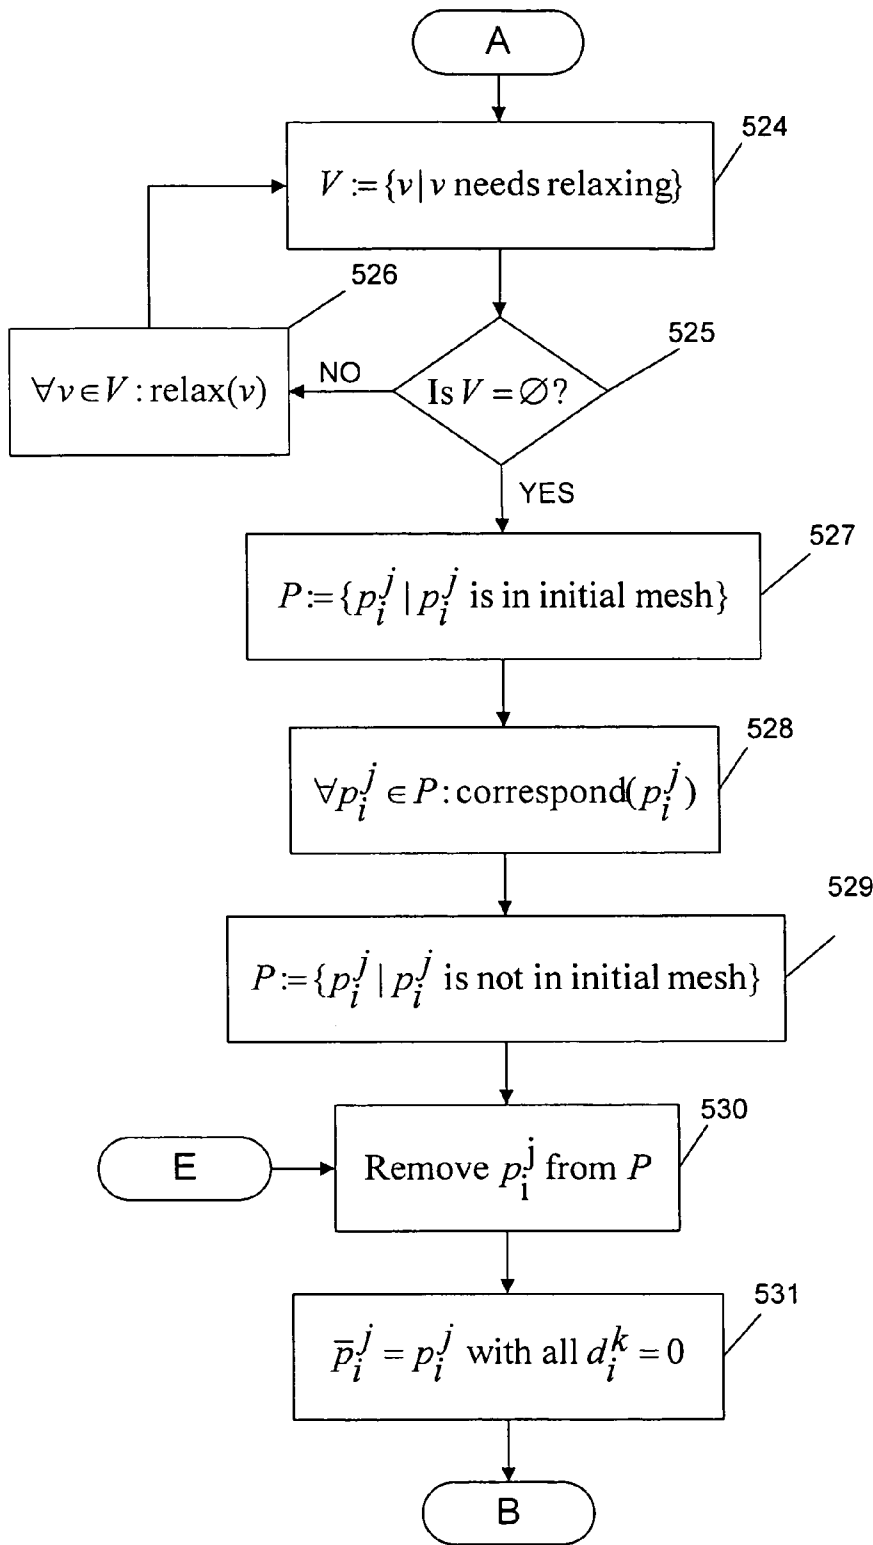 A
524
V := {v | v needs relaxing}
526
525
∀v ∈ V : relax(v)
NO
Is V = ∅?
YES
527
P := {p_i^j | p_i^j is in initial mesh}
528
∀p_i^j ∈ P : correspond(p_i^j)
529
P := {p_i^j | p_i^j is not in initial mesh}
530
E
Remove p_i^j from P
531
p̅_i^j = p_i^j with all d_i^k = 0
B